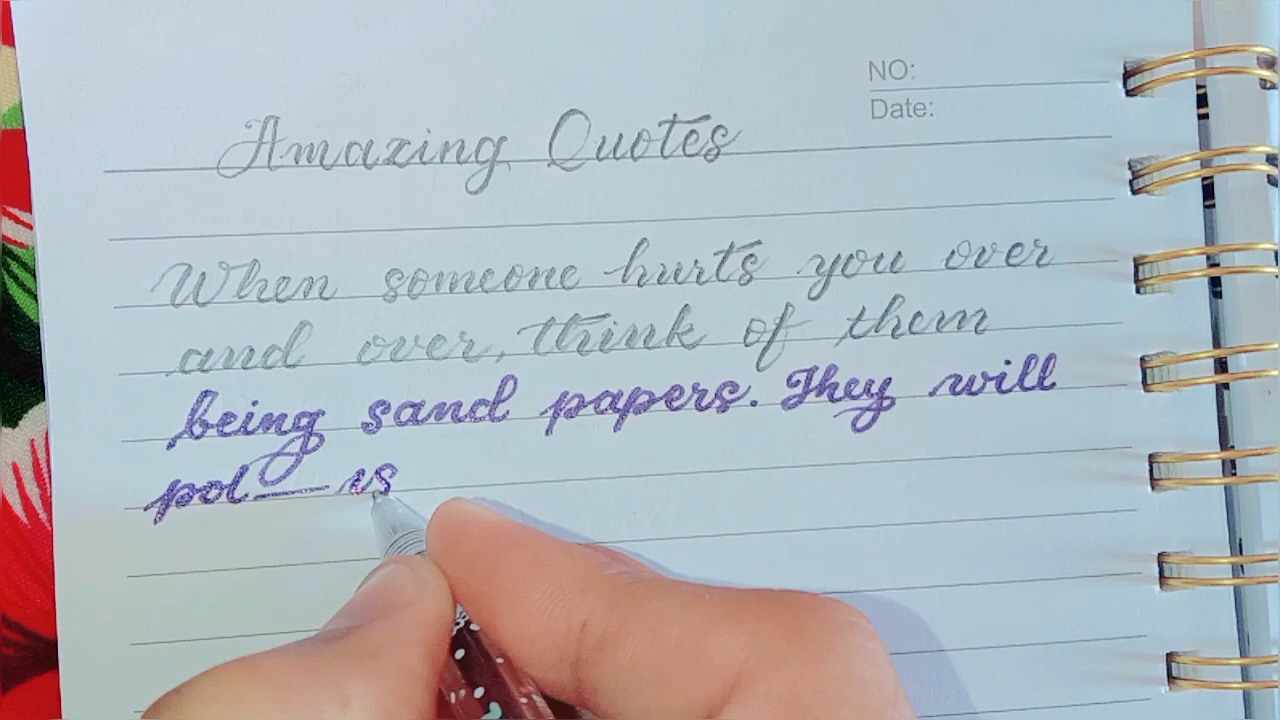 NO:
Date:
Amazing Quotes
When someone hurts you over
and over, think of them
being sand papers. They will
pol—is